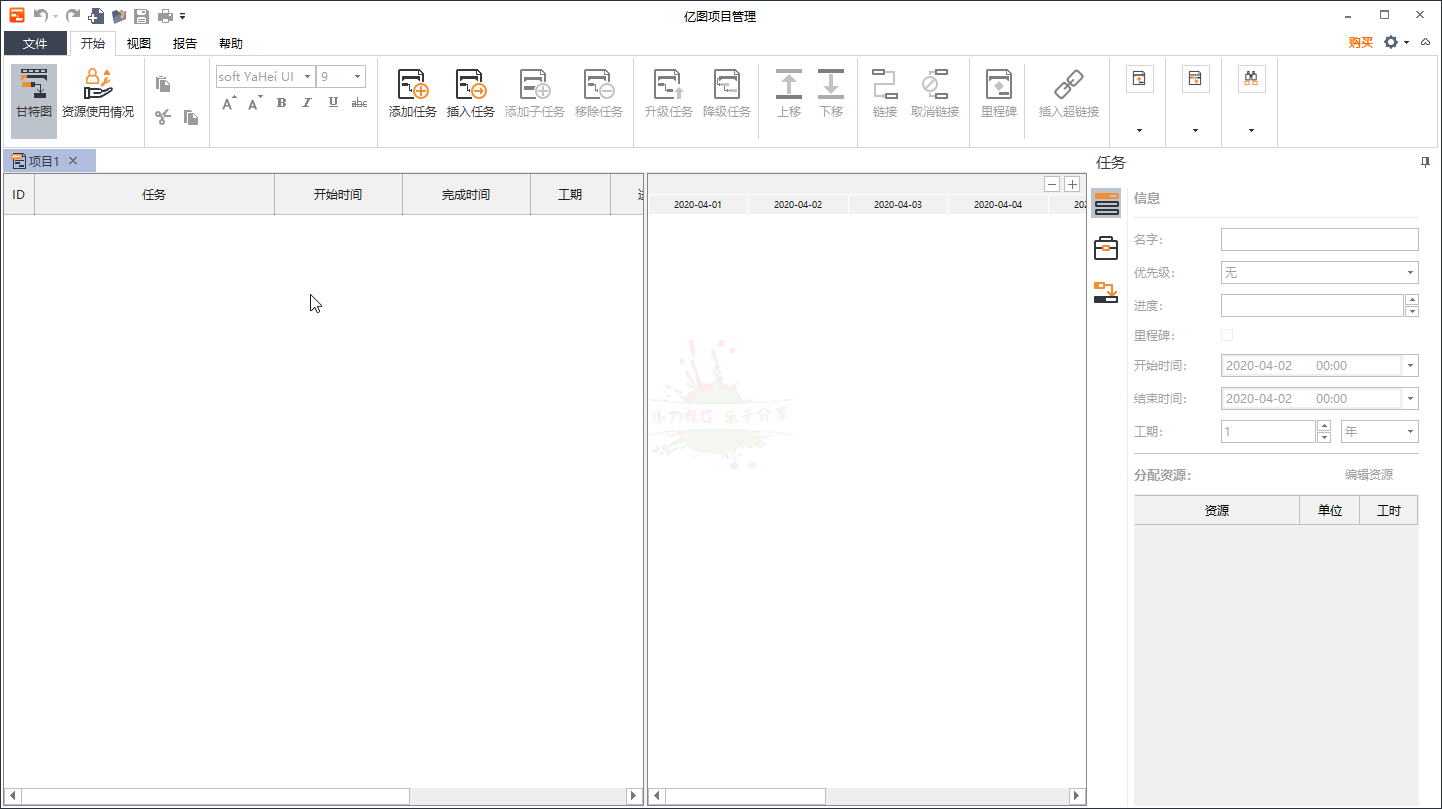 亿图项目管理
文件 开始 视图 报告 帮助 购买
soft YaHei UI 9
A A B I U abc
甘特图 资源使用情况 添加任务 插入任务 添加子任务 移除任务 升级任务 降级任务 上移 下移 链接 取消链接 里程碑 插入超链接
项目1
任务
ID 任务 开始时间 完成时间 工期
2020-04-01 2020-04-02 2020-04-03 2020-04-04 202
信息
名字:
优先级: 无
进度:
里程碑:
开始时间: 2020-04-02 00:00
结束时间: 2020-04-02 00:00
工期: 1 年
乐于分享
分配资源: 编辑资源
资源 单位 工时